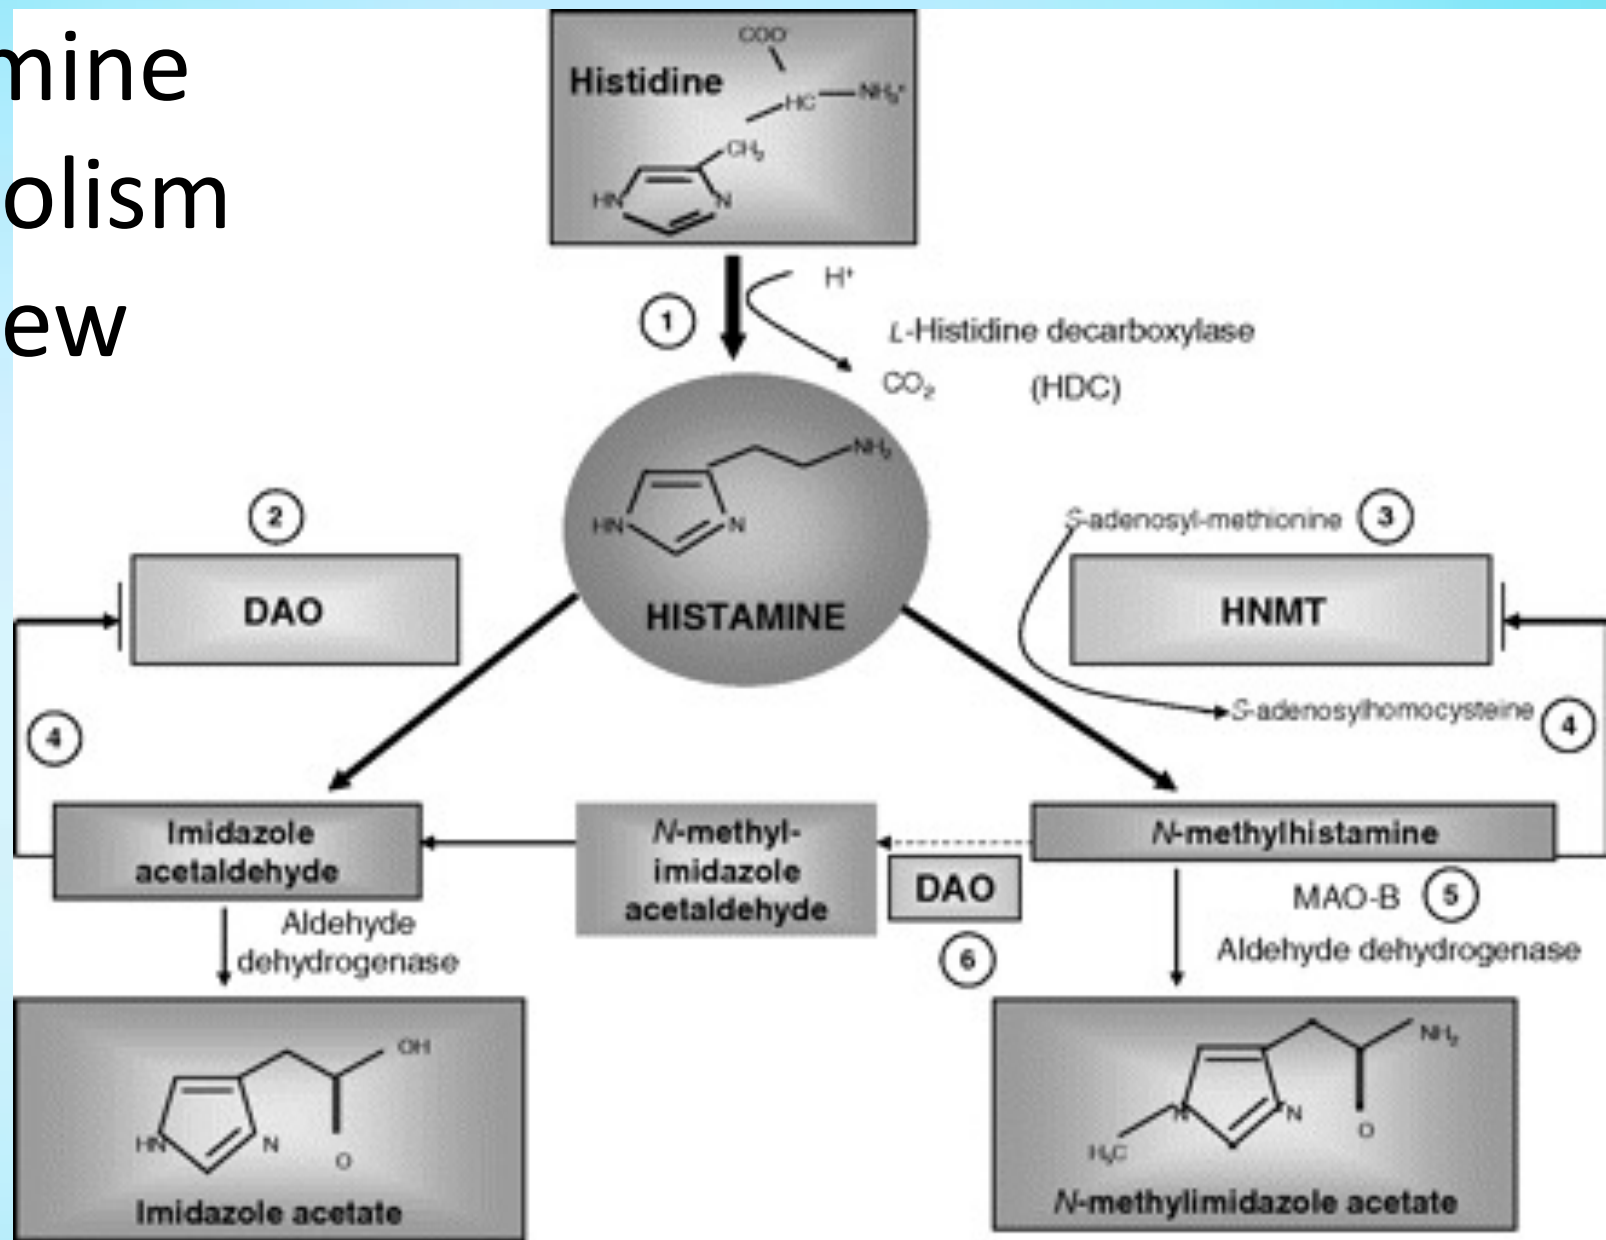 mine
olism
ew
Histidine
COO-
HC
NH3+
CH2
HN
N
1
H+
L-Histidine decarboxylase
CO2
(HDC)
NH2
HN
N
HISTAMINE
2
DAO
S-adenosyl-methionine
3
HNMT
S-adenosylhomocysteine
4
4
Imidazole
acetaldehyde
N-methyl-
imidazole
acetaldehyde
DAO
6
N-methylhistamine
MAO-B
5
Aldehyde dehydrogenase
Aldehyde
dehydrogenase
OH
HN
N
O
Imidazole acetate
NH2
N
N
H3C
O
N-methylimidazole acetate